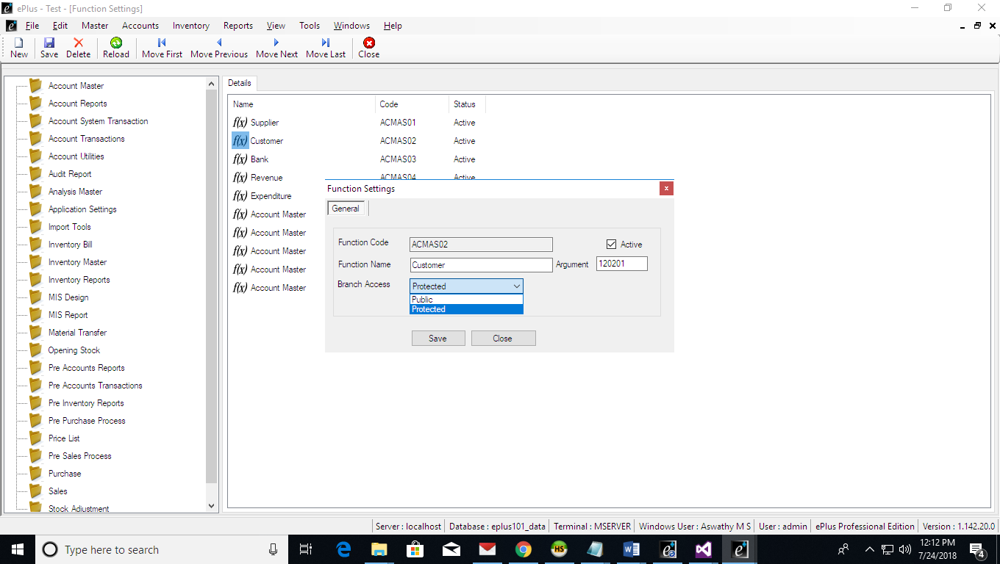 ePlus - Test - [Function Settings]
File Edit Master Accounts Inventory Reports View Tools Windows Help
New Save Delete Reload Move First Move Previous Move Next Move Last Close
Account Master
Account Reports
Account System Transaction
Account Transactions
Account Utilities
Audit Report
Analysis Master
Application Settings
Import Tools
Inventory Bill
Inventory Master
Inventory Reports
MIS Design
MIS Report
Material Transfer
Opening Stock
Pre Accounts Reports
Pre Accounts Transactions
Pre Inventory Reports
Pre Purchase Process
Price List
Pre Sales Process
Purchase
Sales
Stock Adjustment
Details
Name Code Status
f(x) Supplier ACMAS01 Active
f(x) Customer ACMAS02 Active
f(x) Bank ACMAS03 Active
f(x) Revenue ACMAS04 Active
f(x) Expenditure
f(x) Account Master
f(x) Account Master
f(x) Account Master
f(x) Account Master
f(x) Account Master
Function Settings x
General
Function Code ACMAS02 Active
Function Name Customer Argument 120201
Branch Access Protected
Public
Protected
Save Close
Server : localhost Database : eplus101_data Terminal : MSERVER Windows User : Aswathy M S User : admin ePlus Professional Edition Version : 1.142.20.0
Type here to search
HS
12:12 PM
7/24/2018
4